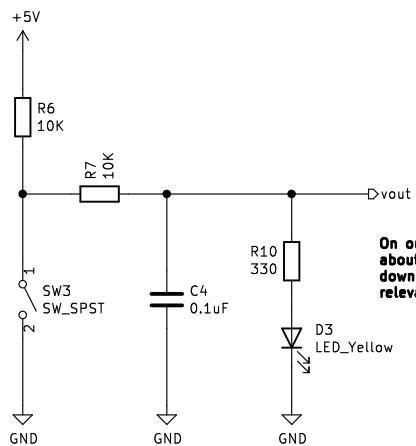 +5V
R6
10K
R7
10K
vout
R10
330
On
about
down
1
SW3
SW_SPST
2
C4
0.1uF
D3
LED_Yellow
GND
GND
GND